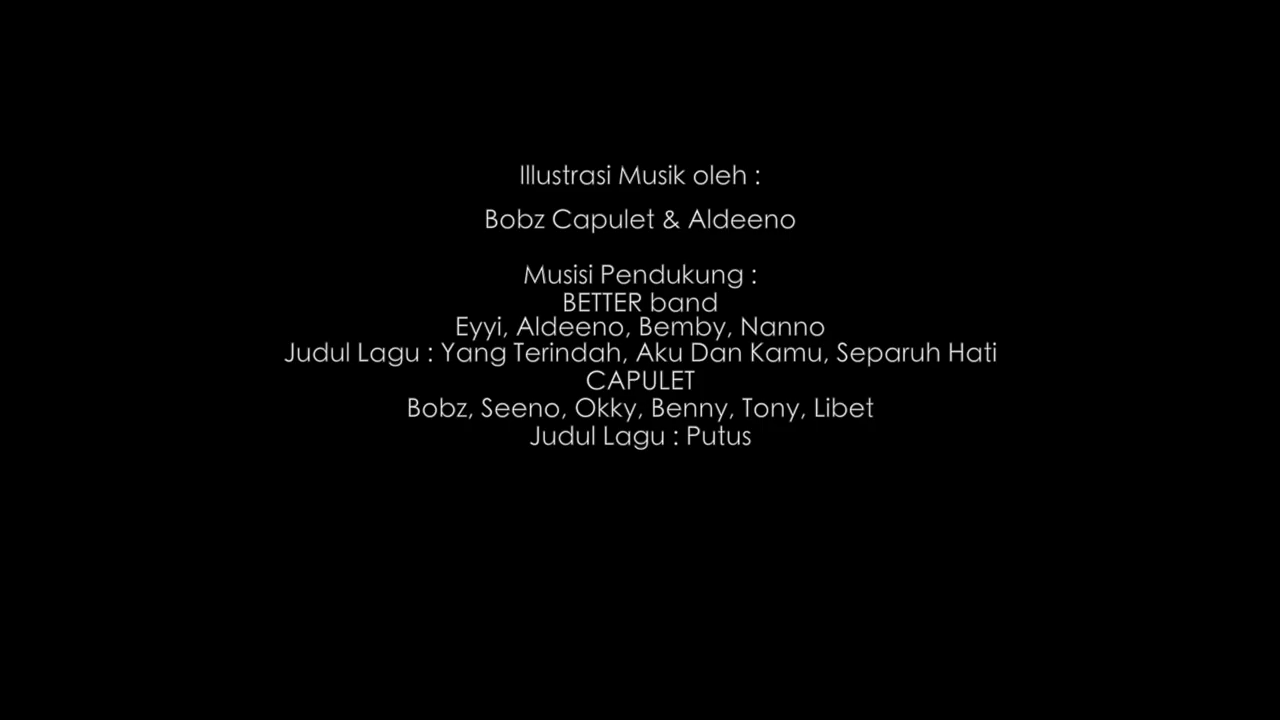 Illustrasi Musik oleh :
Bobz Capulet & Aldeeno
Musisi Pendukung :
BETTER band
Eyyi, Aldeeno, Bemby, Nanno
Judul Lagu : Yang Terindah, Aku Dan Kamu, Separuh Hati
CAPULET
Bobz, Seeno, Okky, Benny, Tony, Libet
Judul Lagu : Putus